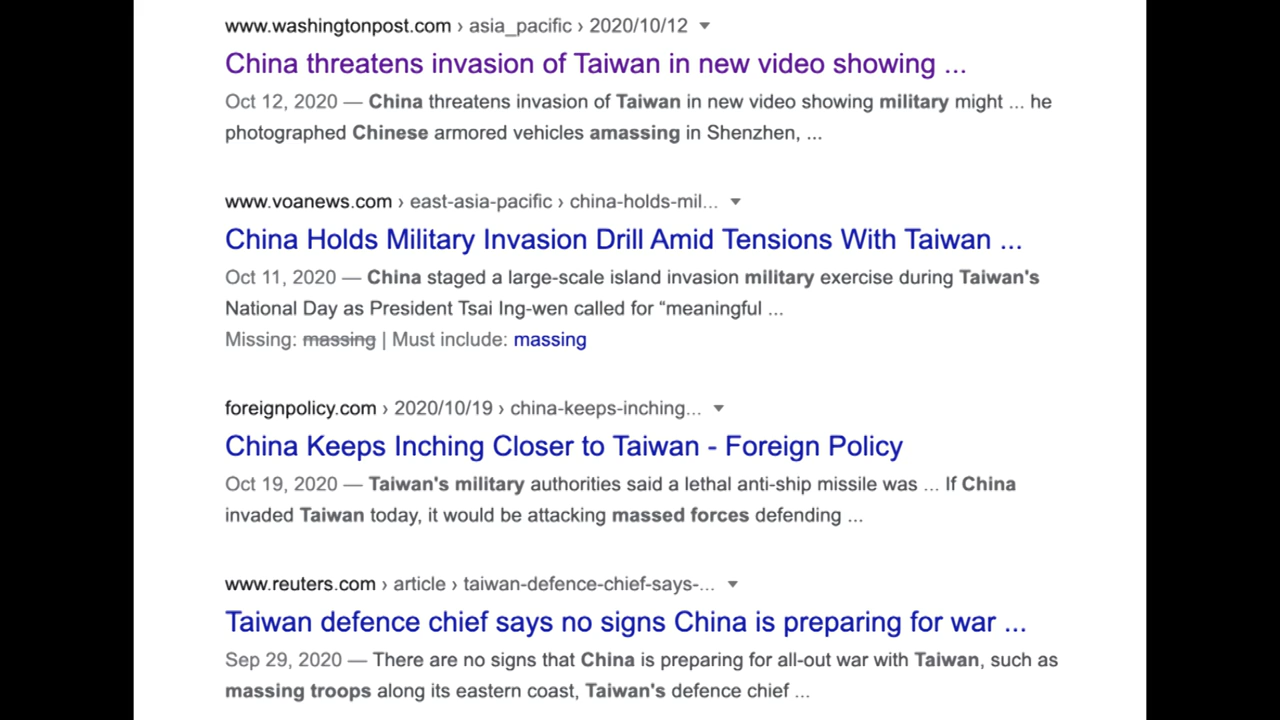 www.washingtonpost.com › asia_pacific › 2020/10/12
China threatens invasion of Taiwan in new video showing ...
Oct 12, 2020 — China threatens invasion of Taiwan in new video showing military might ... he
photographed Chinese armored vehicles amassing in Shenzhen, ...
www.voanews.com › east-asia-pacific › china-holds-mil...
China Holds Military Invasion Drill Amid Tensions With Taiwan ...
Oct 11, 2020 — China staged a large-scale island invasion military exercise during Taiwan's
National Day as President Tsai Ing-wen called for “meaningful ...
Missing: massing | Must include: massing
foreignpolicy.com › 2020/10/19 › china-keeps-inching...
China Keeps Inching Closer to Taiwan - Foreign Policy
Oct 19, 2020 — Taiwan's military authorities said a lethal anti-ship missile was ... If China
invaded Taiwan today, it would be attacking massed forces defending ...
www.reuters.com › article › taiwan-defence-chief-says-...
Taiwan defence chief says no signs China is preparing for war ...
Sep 29, 2020 — There are no signs that China is preparing for all-out war with Taiwan, such as
massing troops along its eastern coast, Taiwan's defence chief ...